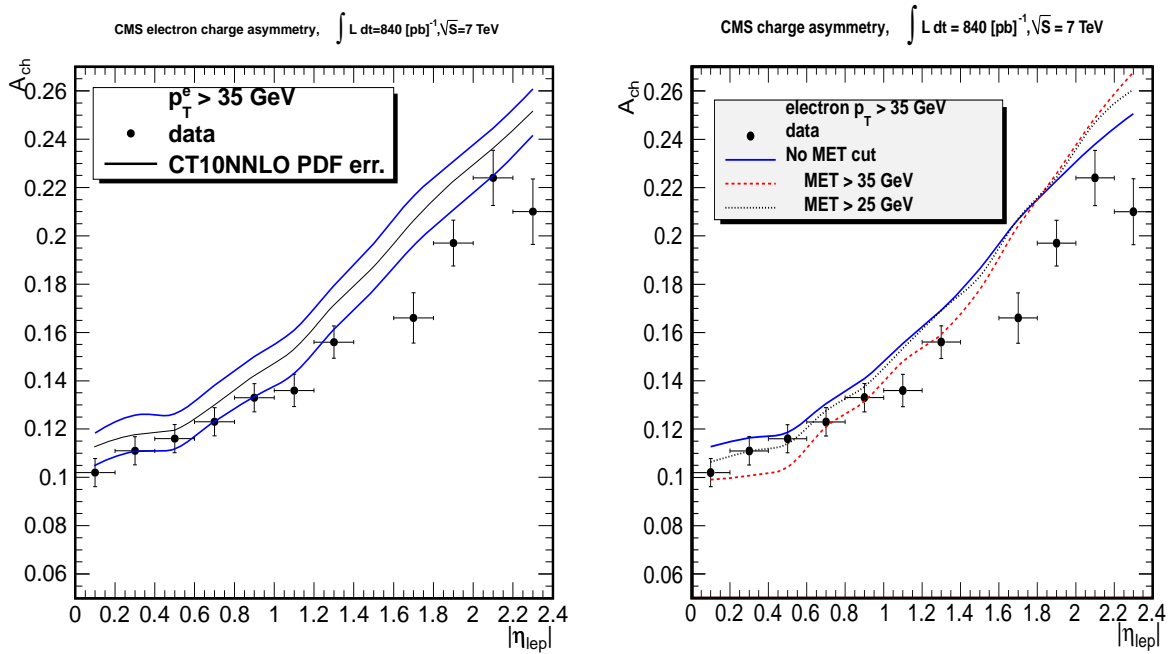 CMS electron charge asymmetry, ∫ L dt=840 [pb]⁻¹,√S=7 TeV
A_ch
0.26
0.24
0.22
0.2
0.18
0.16
0.14
0.12
0.1
0.08
0.06
p_T^e > 35 GeV
data
CT10NNLO PDF err.
0 0.2 0.4 0.6 0.8 1 1.2 1.4 1.6 1.8 2 2.2 2.4
|η_lep|
CMS charge asymmetry, ∫ L dt = 840 [pb]⁻¹,√S = 7 TeV
A_ch
0.26
0.24
0.22
0.2
0.18
0.16
0.14
0.12
0.1
0.08
0.06
electron p_T > 35 GeV
data
No MET cut
MET > 35 GeV
MET > 25 GeV
0 0.2 0.4 0.6 0.8 1 1.2 1.4 1.6 1.8 2 2.2 2.4
|η_lep|